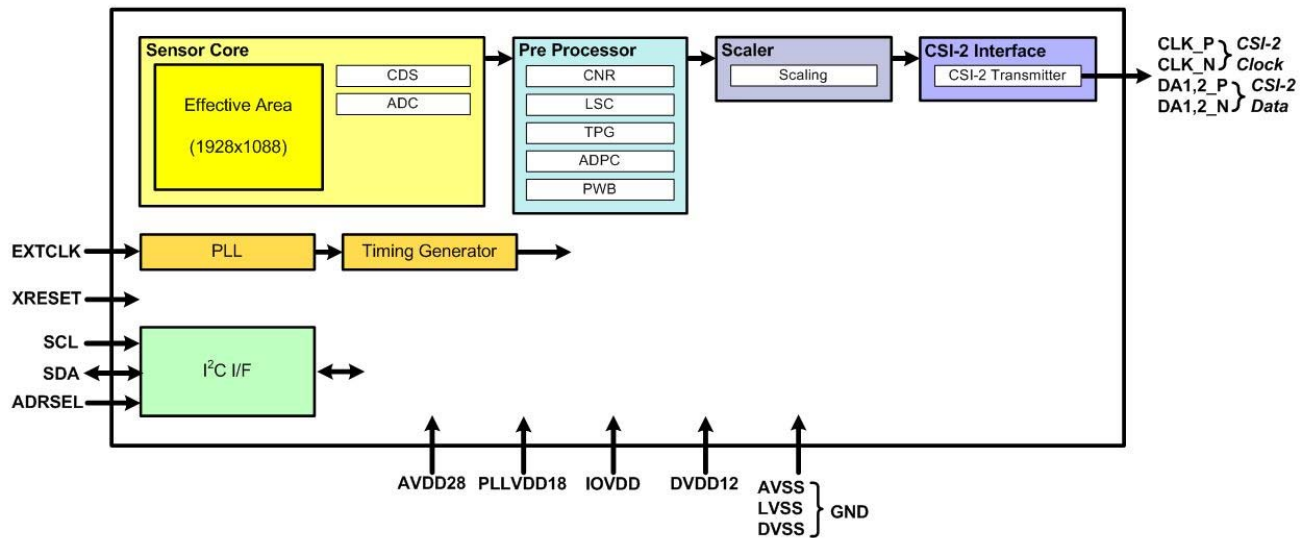 Sensor Core
Effective Area
(1928x1088)
CDS
ADC
Pre Processor
CNR
LSC
TPG
ADPC
PWB
Scaler
Scaling
CSI-2 Interface
CSI-2 Transmitter
CLK_P
CLK_N
CSI-2
Clock
DA1,2_P
DA1,2_N
CSI-2
Data
EXTCLK
PLL
Timing Generator
XRESET
SCL
SDA
ADRSEL
I²C I/F
AVDD28
PLLVDD18
IOVDD
DVDD12
AVSS
LVSS
DVSS
GND